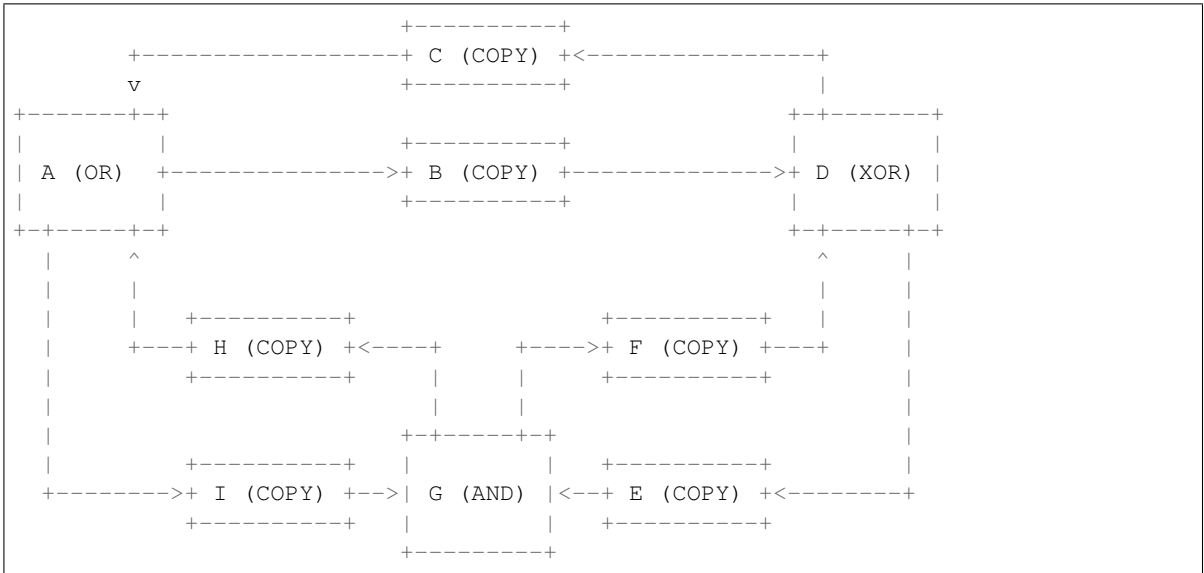 +----------+
           +-------------------+ C (COPY) +<-----------------+
           v                        +----------+                        |
+-------+-+                                                      +-+-------+
|         |                        +----------+                  |         |
| A (OR)  +----------------->+ B (COPY) +--------------->+ D (XOR) |
|         |                        +----------+                  |         |
+-+-----+-+                                                      +-+-----+-+
  |     ^                                                          ^     |
  |     |                                                          |     |
  |     |   +----------+                 +----------+   |     |
  |     +---+ H (COPY) +<----+     +---->+ F (COPY) +---+     |
  |         +----------+     |     |     +----------+         |
  |                          |     |                          |
  |                        +-+-----+-+                        |
  |         +----------+   |         |   +----------+         |
  +-------->+ I (COPY) +-->| G (AND) |<--+ E (COPY) +<--------+
            +----------+   |         |   +----------+
                           +---------+